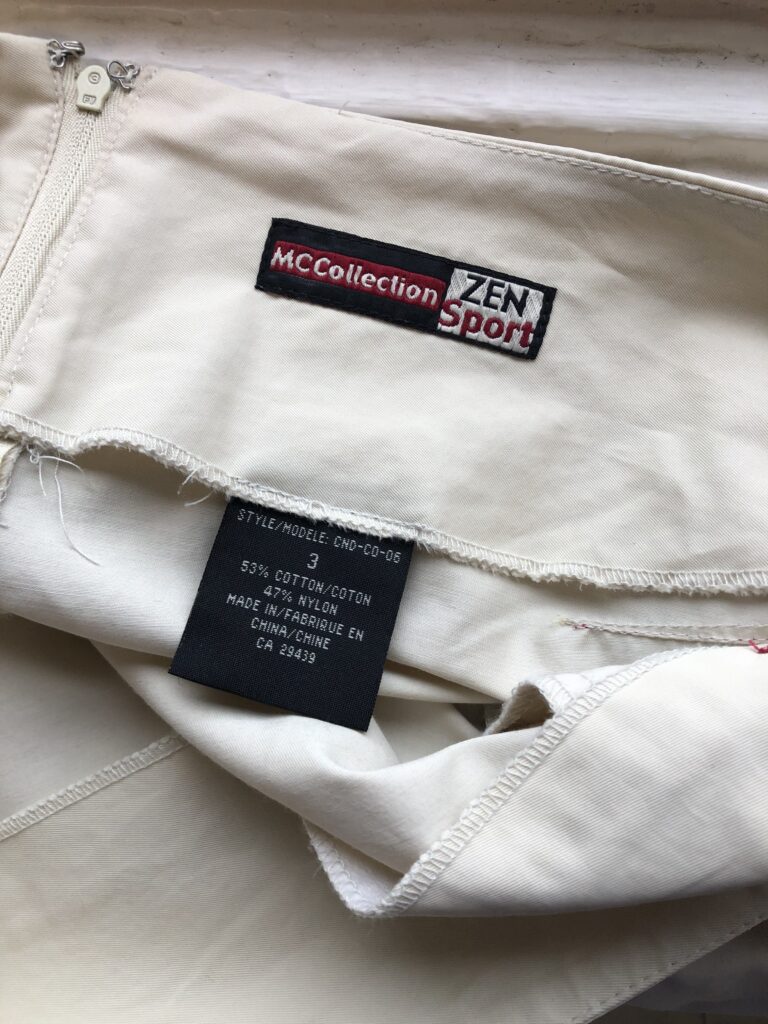 MCCollection
ZEN
Sport
STYLE/MODELE: CND-CO-06
3
53% COTTON/COTON
47% NYLON
MADE IN/FABRIQUE EN
CHINA/CHINE
CA 29439